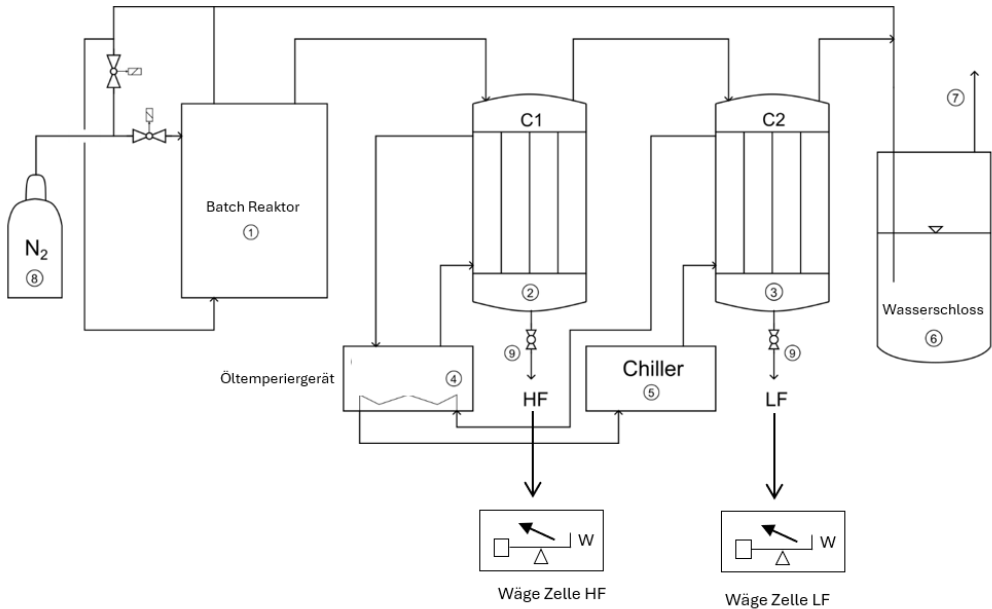 C1
C2
⑦
Batch Reaktor
①
N₂
⑧
②
③
Wasserschloss
⑥
⑨
⑨
Öltemperiergerät
④
Chiller
⑤
HF
LF
W
W
Wäge Zelle HF
Wäge Zelle LF